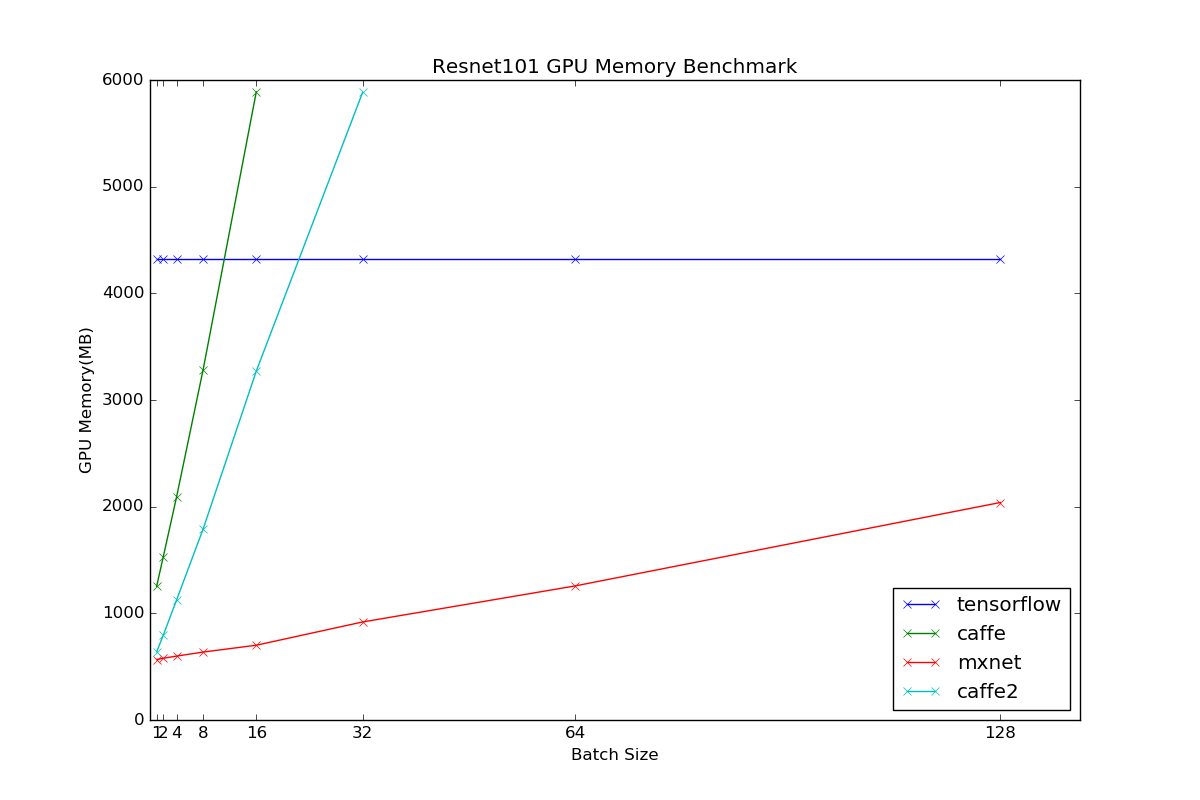 Resnet101 GPU Memory Benchmark
6000
5000
4000
3000
2000
1000
0
GPU Memory(MB)
1 2 4 8 16 32 64 128
Batch Size
tensorflow
caffe
mxnet
caffe2